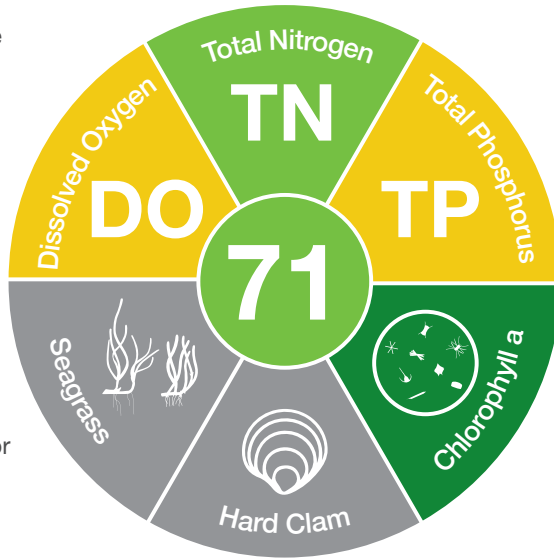 Total Nitrogen
TN
Total Phosphorus
TP
Chlorophyll a
Hard Clam
Seagrass
Dissolved Oxygen
DO
71